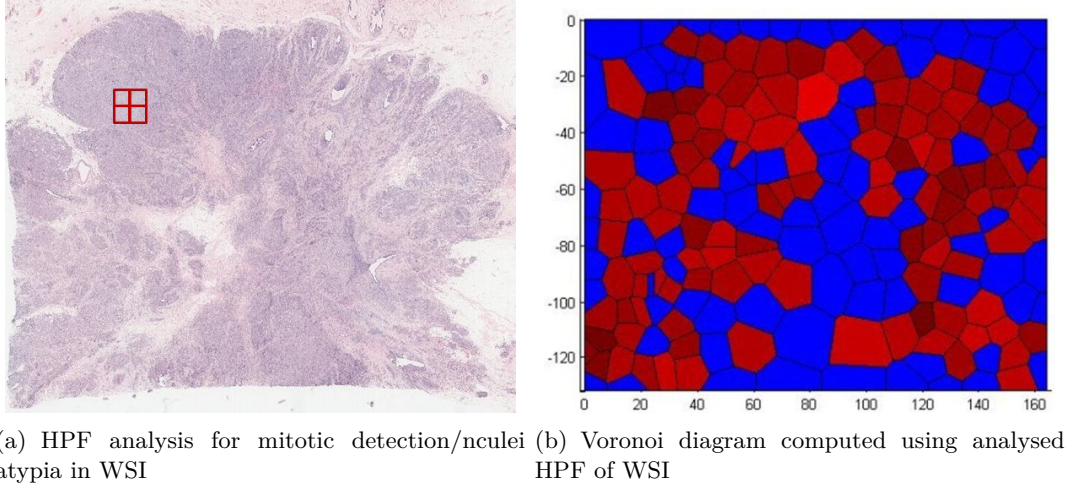 0
-20
-40
-60
-80
-100
-120
0 20 40 60 80 100 120 140 160
(a) HPF analysis for mitotic detection/nculei
atypia in WSI
(b) Voronoi diagram computed using analysed
HPF of WSI